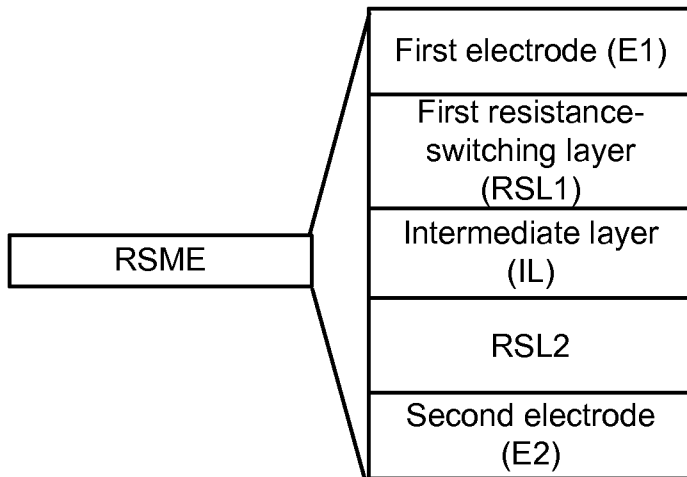 First electrode (E1)
First resistance-
switching layer
(RSL1)
RSME
Intermediate layer
(IL)
RSL2
Second electrode
(E2)